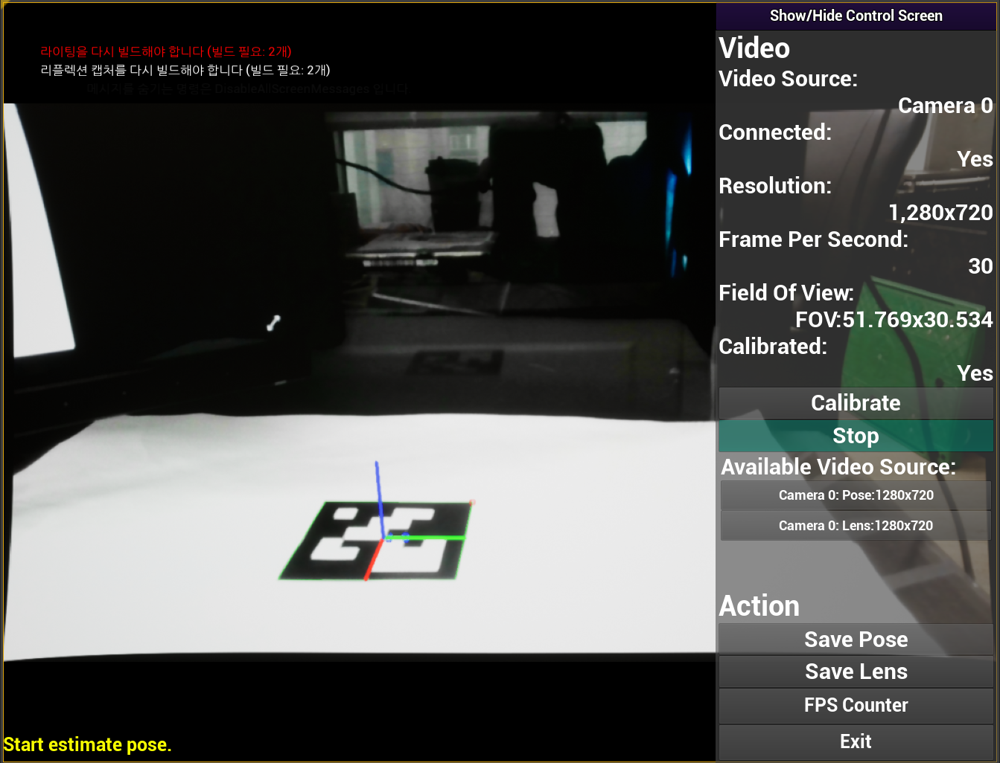 라이팅을 다시 빌드해야 합니다 (빌드 필요: 2개)
리플렉션 캡처를 다시 빌드해야 합니다 (빌드 필요: 2개)
메시지를 숨기는 명령은 DisableAllScreenMessages 입니다.
Start estimate pose.
Show/Hide Control Screen
Video
Video Source:
Camera 0
Connected:
Yes
Resolution:
1,280x720
Frame Per Second:
30
Field Of View:
FOV:51.769x30.534
Calibrated:
Yes
Calibrate
Stop
Available Video Source:
Camera 0: Pose:1280x720
Camera 0: Lens:1280x720
Action
Save Pose
Save Lens
FPS Counter
Exit